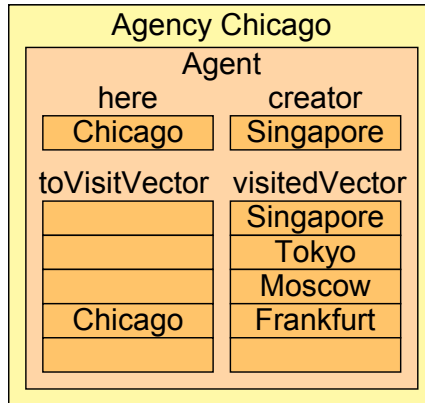 Agency Chicago
Agent
here creator
Chicago Singapore
toVisitVector visitedVector
Singapore
Tokyo
Moscow
Chicago Frankfurt